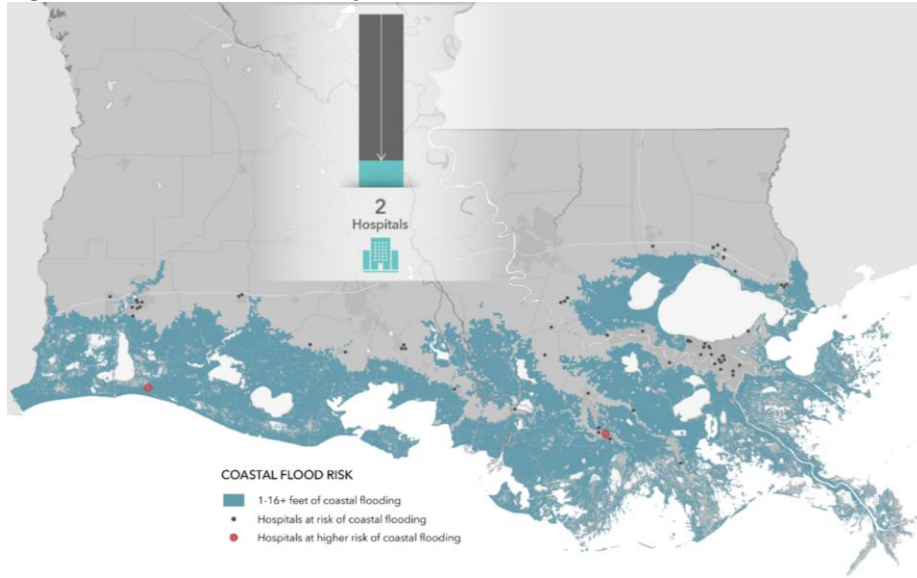 2
Hospitals
COASTAL FLOOD RISK
1-16+ feet of coastal flooding
Hospitals at risk of coastal flooding
Hospitals at higher risk of coastal flooding